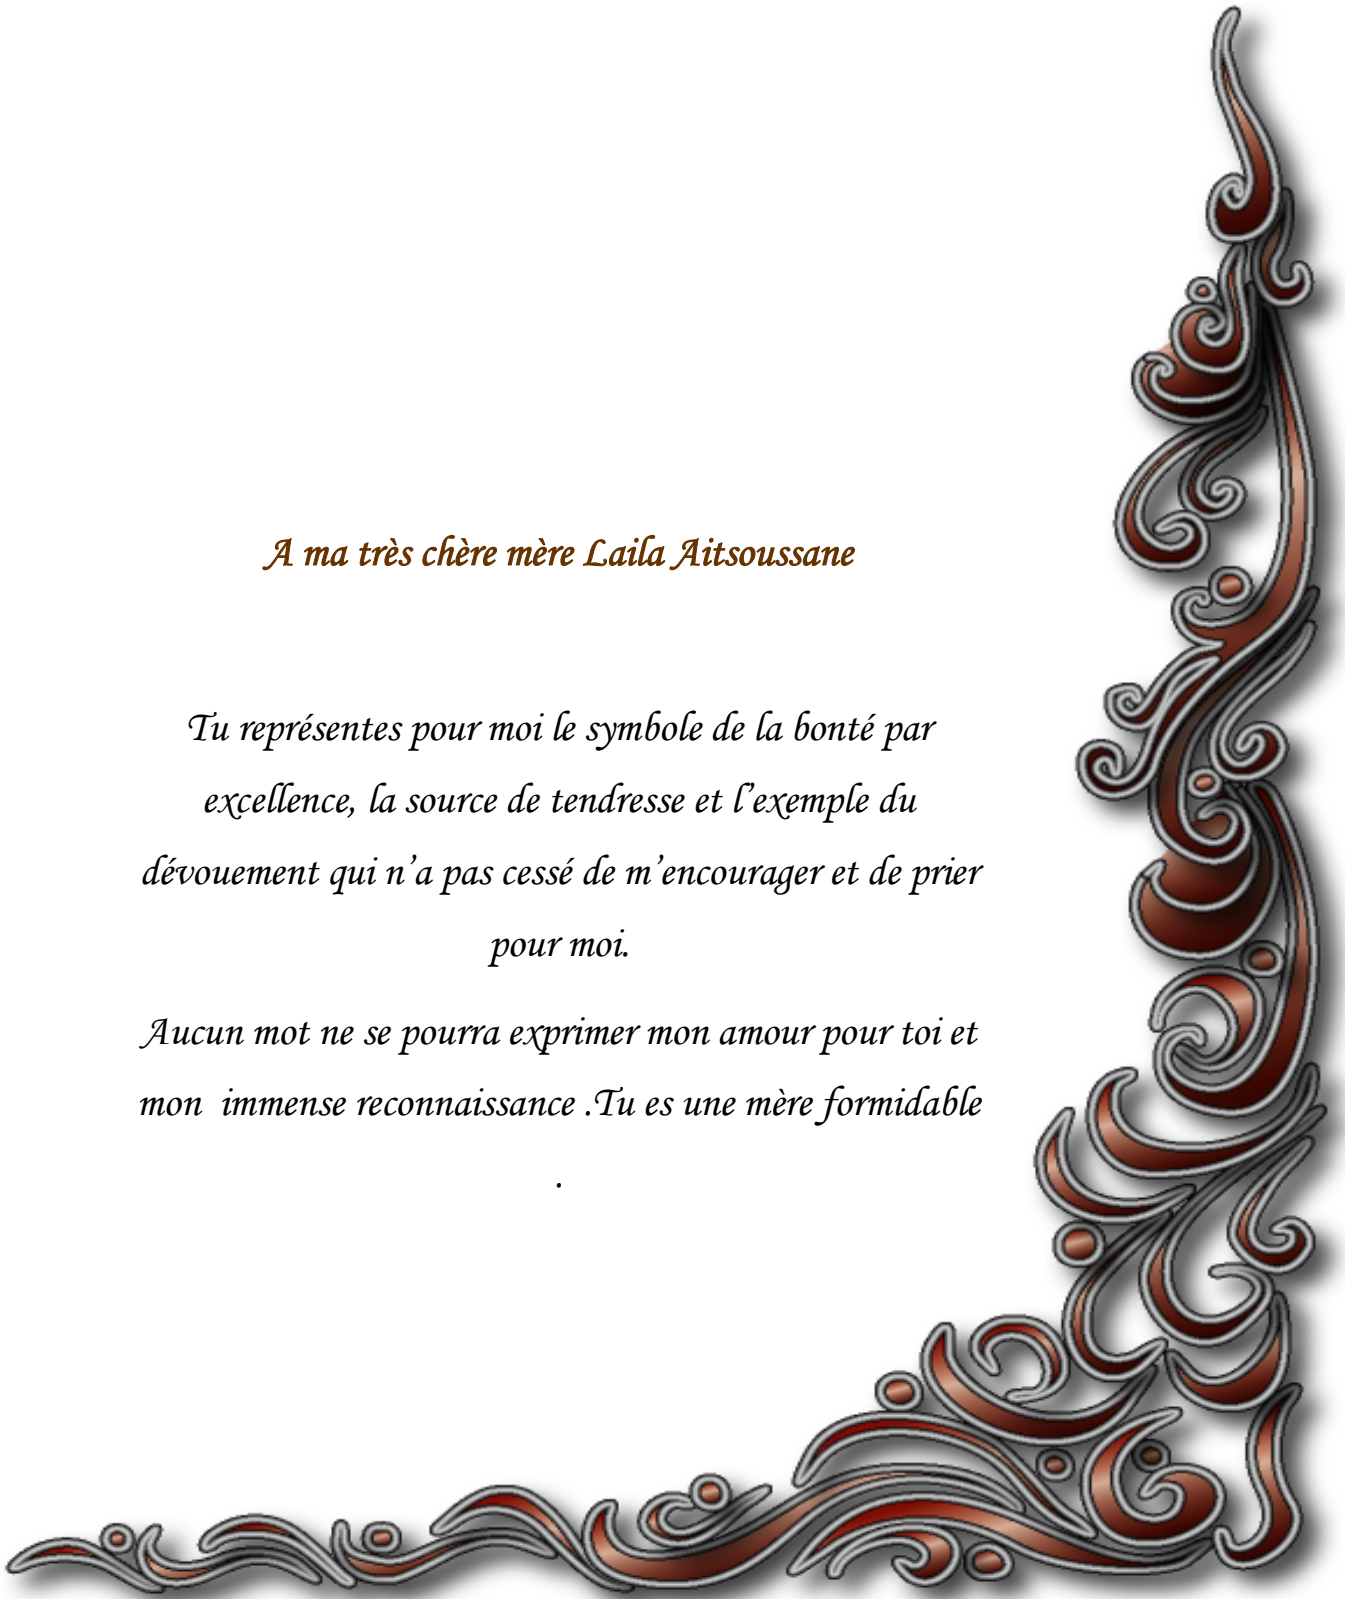 A ma très chère mère Laila Aitsoussane
Tu représentes pour moi le symbole de la bonté par
excellence, la source de tendresse et l’exemple du
dévouement qui n’a pas cessé de m’encourager et de prier
pour moi.
Aucun mot ne se pourra exprimer mon amour pour toi et
mon  immense reconnaissance .Tu es une mère formidable
.